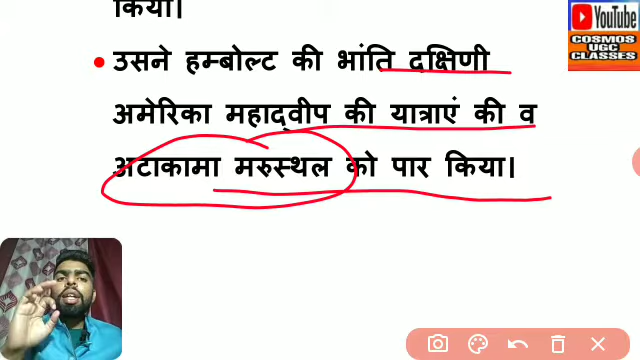 किया।
YouTube
COSMOS
UGC
CLASSES
• उसने हम्बोल्ट की भांति दक्षिणी
अमेरिका महाद्वीप की यात्राएं की व
अटाकामा मरुस्थल को पार किया।